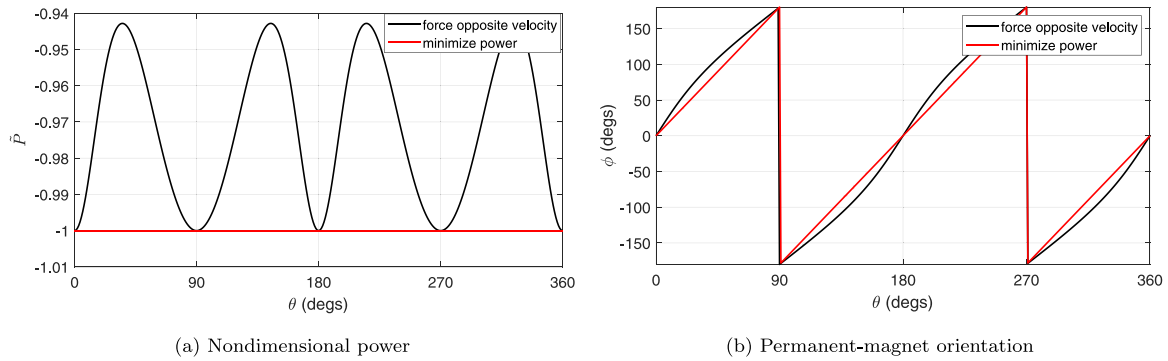 -0.94
-0.95
-0.96
-0.97
-0.98
-0.99
-1
-1.01
P̃
0 90 180 270 360
θ (degs)
force opposite velocity
minimize power
(a) Nondimensional power
150
100
50
0
-50
-100
-150
ϕ (degs)
0 90 180 270 360
θ (degs)
force opposite velocity
minimize power
(b) Permanent-magnet orientation